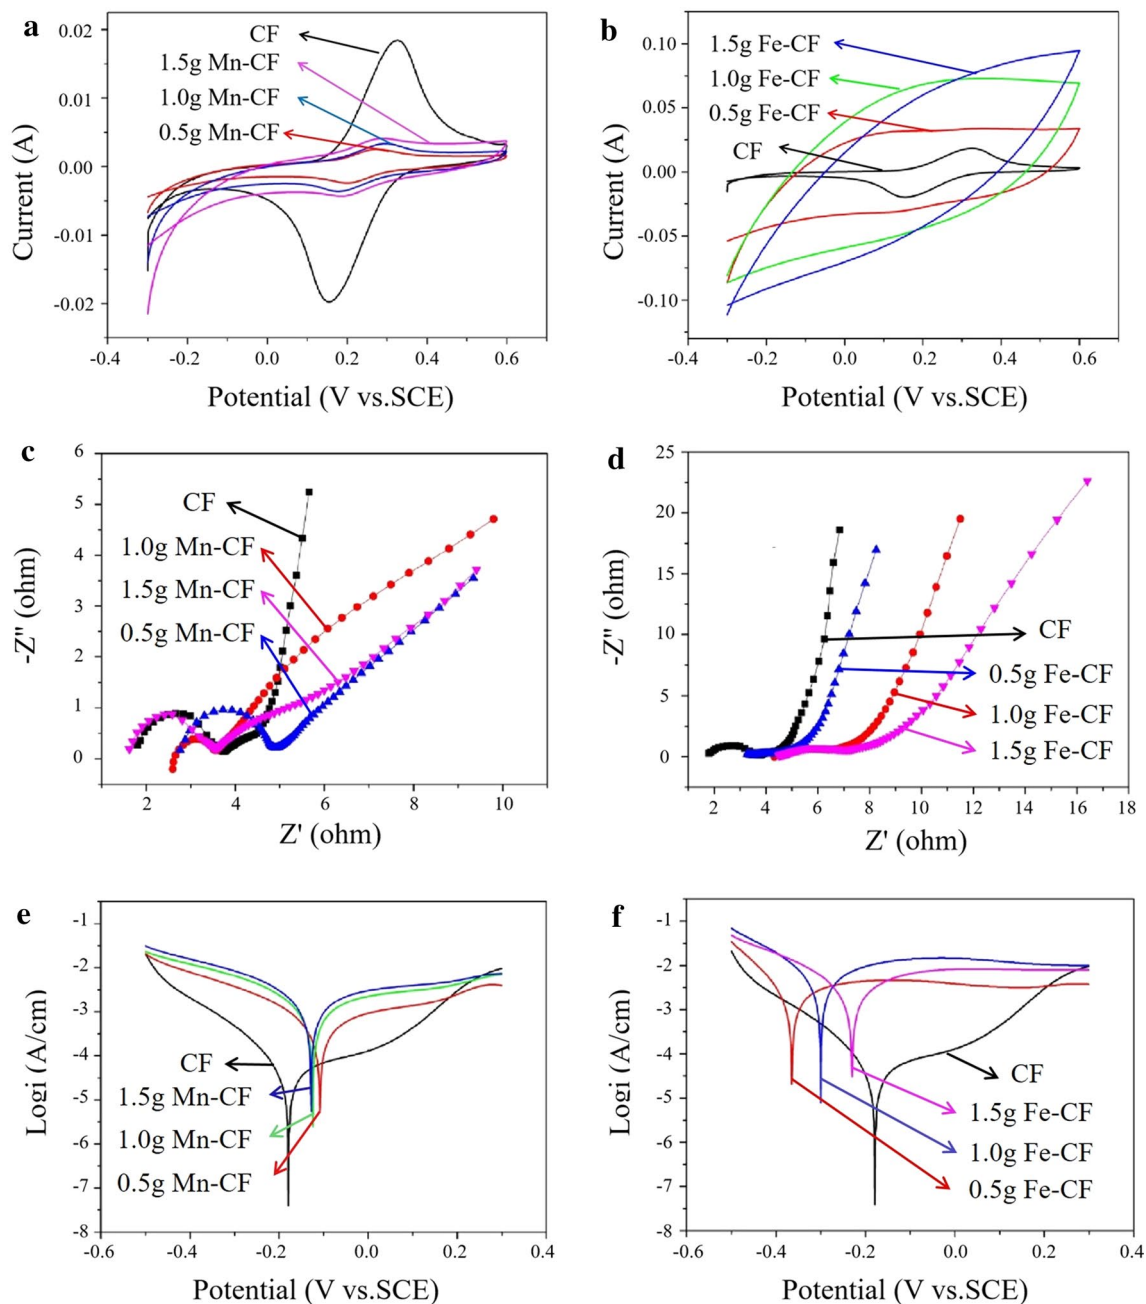 a
CF
1.5g Mn-CF
1.0g Mn-CF
0.5g Mn-CF
0.02
0.01
0.00
-0.01
-0.02
Current (A)
-0.4 -0.2 0.0 0.2 0.4 0.6
Potential (V vs.SCE)
b
1.5g Fe-CF
1.0g Fe-CF
0.5g Fe-CF
CF
0.10
0.05
0.00
-0.05
-0.10
Current (A)
-0.4 -0.2 0.0 0.2 0.4 0.6
Potential (V vs.SCE)
c
CF
1.0g Mn-CF
1.5g Mn-CF
0.5g Mn-CF
6
5
4
3
2
1
0
-Z" (ohm)
2 4 6 8 10
Z' (ohm)
d
CF
0.5g Fe-CF
1.0g Fe-CF
1.5g Fe-CF
25
20
15
10
5
0
-Z" (ohm)
2 4 6 8 10 12 14 16 18
Z' (ohm)
e
CF
1.5g Mn-CF
1.0g Mn-CF
0.5g Mn-CF
-1
-2
-3
-4
-5
-6
-7
-8
Logi (A/cm)
-0.6 -0.4 -0.2 0.0 0.2 0.4
Potential (V vs.SCE)
f
CF
1.5g Fe-CF
1.0g Fe-CF
0.5g Fe-CF
-1
-2
-3
-4
-5
-6
-7
-8
Logi (A/cm)
-0.6 -0.4 -0.2 0.0 0.2 0.4
Potential (V vs.SCE)